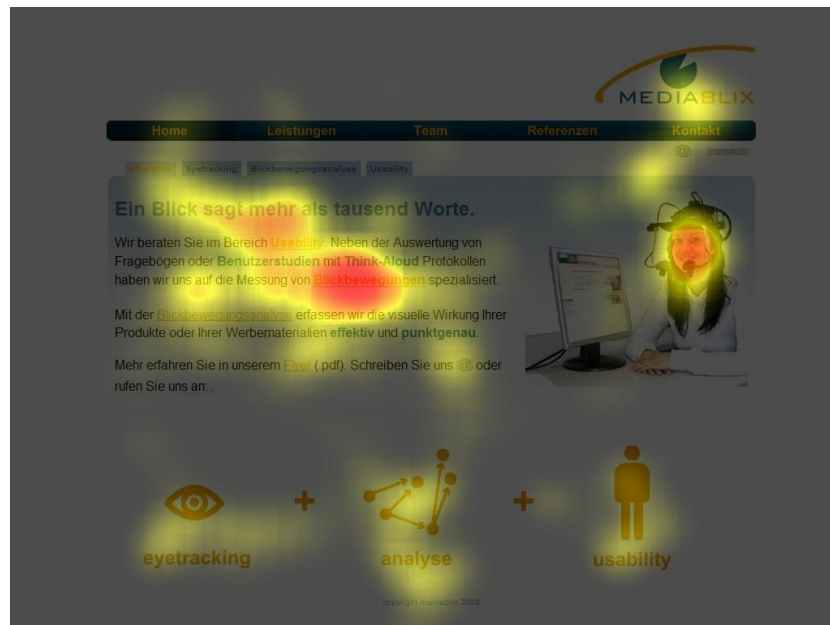 MEDIABLIX
Home Leistungen Team Referenzen Kontakt
@ Impressum
Eyetracking Blickbewegungsanalyse Usability
Ein Blick sagt mehr als tausend Worte.
Wir beraten Sie im Bereich Usability. Neben der Auswertung von
Fragebögen oder Benutzerstudien mit Think-Aloud Protokollen
haben wir uns auf die Messung von Blickbewegungen spezialisiert.
Mit der Blickbewegungsanalyse erfassen wir die visuelle Wirkung Ihrer
Produkte oder Ihrer Werbematerialien effektiv und punktgenau.
Mehr erfahren Sie in unserem Flyer (.pdf). Schreiben Sie uns @ oder
rufen Sie uns an: .
+ +
eyetracking analyse usability
copyright mediablix 2008